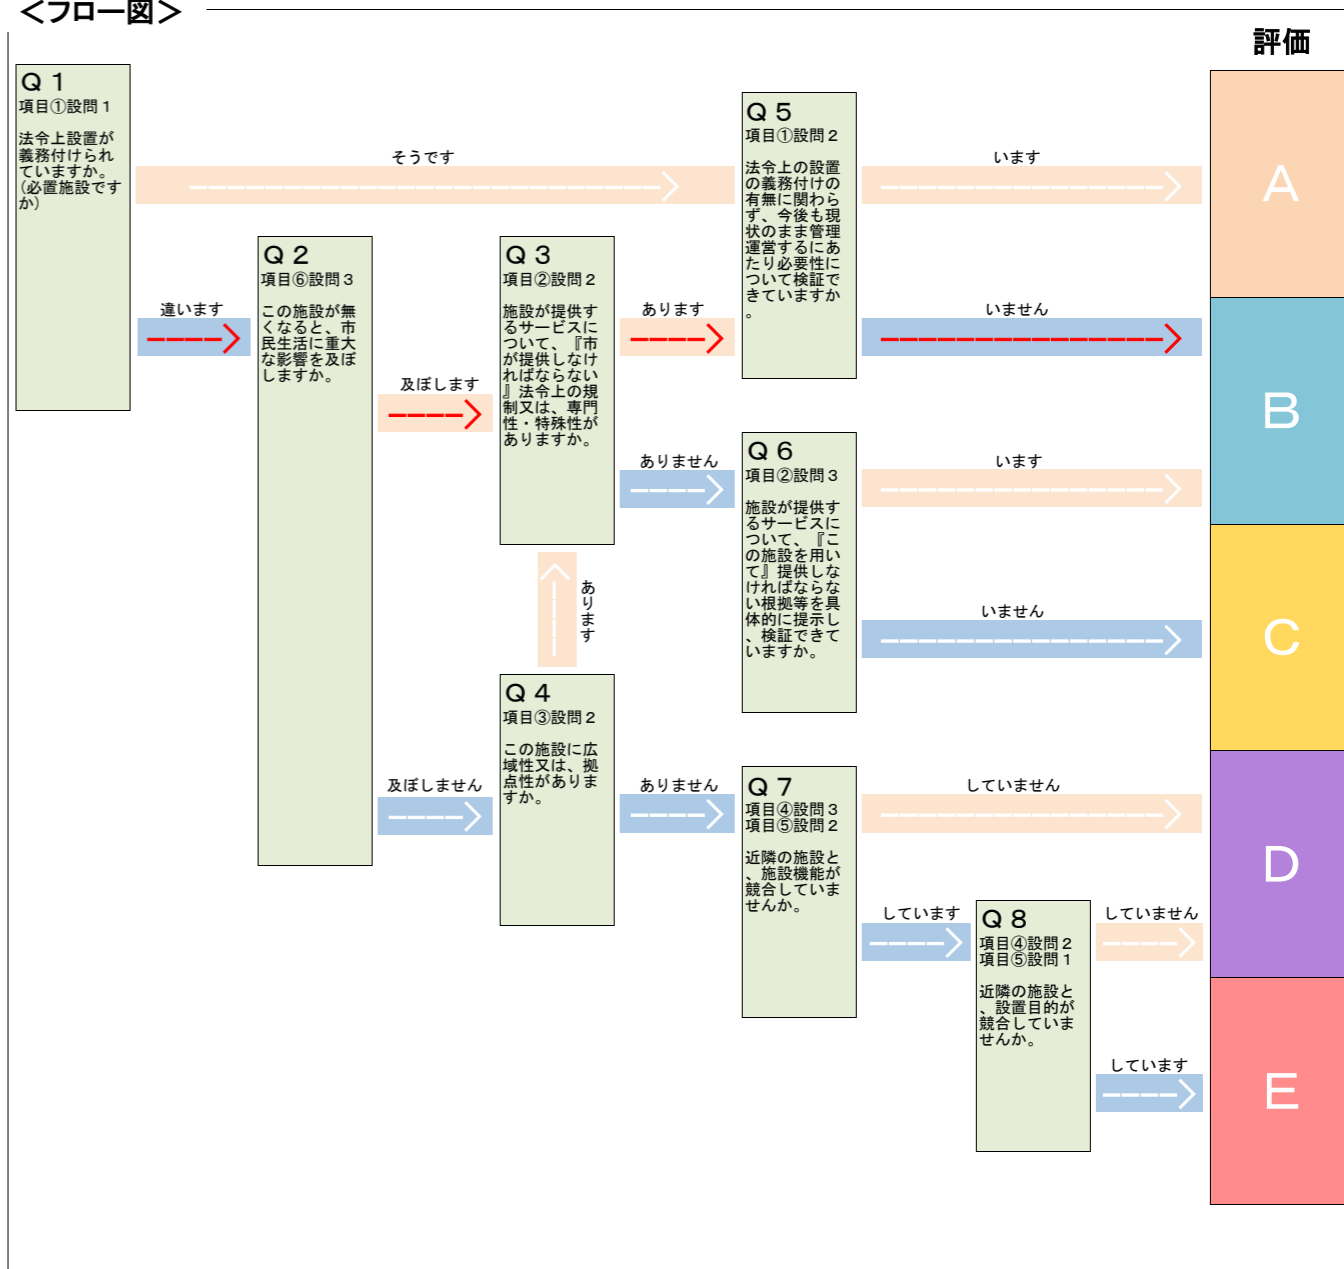 ＜フロー図＞
評価
Q 1
項目①設問１
法令上設置が
義務付けられ
ていますか。
(必置施設です
か)
そうです
違います
Q 2
項目⑥設問３
この施設が無
くなると、市
民生活に重大
な影響を及ぼ
しますか。
及ぼします
及ぼしません
Q 3
項目②設問２
施設が提供す
るサービスに
ついて、『市
が提供しなけ
ればならない
』法令上の規
制又は、専門
性・特殊性が
ありますか。
あります
ありません
あります
Q 4
項目③設問２
この施設に広
域性又は、拠
点性がありま
すか。
ありません
Q 5
項目①設問２
法令上の設置
の義務付けの
有無に関わら
ず、今後も現
状のまま管理
運営するにあ
たり必要性に
ついて検証で
きていますか
。
います
いません
Q 6
項目②設問３
施設が提供す
るサービスに
ついて、『こ
の施設を用い
て』提供しな
ければならな
い根拠等を具
体的に提示し
、検証できて
いますか。
います
いません
Q 7
項目④設問３
項目⑤設問２
近隣の施設と
、施設機能が
競合していま
せんか。
していません
しています
Q 8
項目④設問２
項目⑤設問１
近隣の施設と
、設置目的が
競合していま
せんか。
していません
しています
A
B
C
D
E